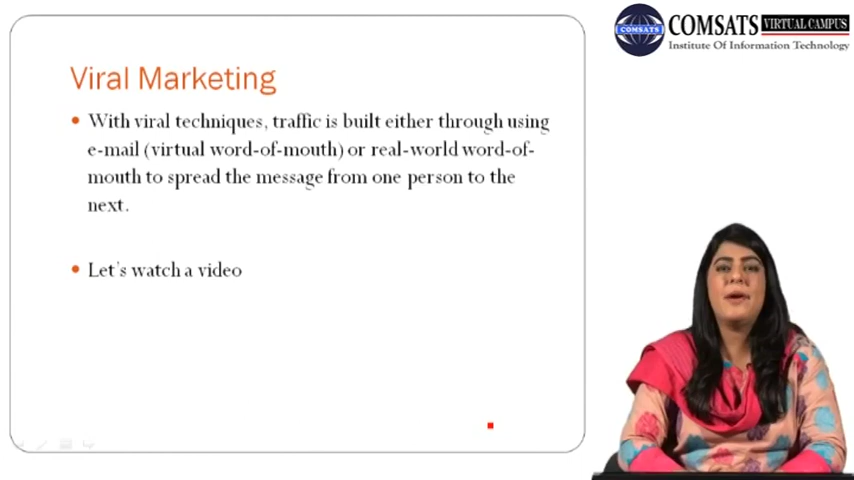 COMSATS VIRTUAL CAMPUS
COMSATS
Institute Of Information Technology
Viral Marketing
• With viral techniques, traffic is built either through using
e-mail (virtual word-of-mouth) or real-world word-of-
mouth to spread the message from one person to the
next.
• Let's watch a video